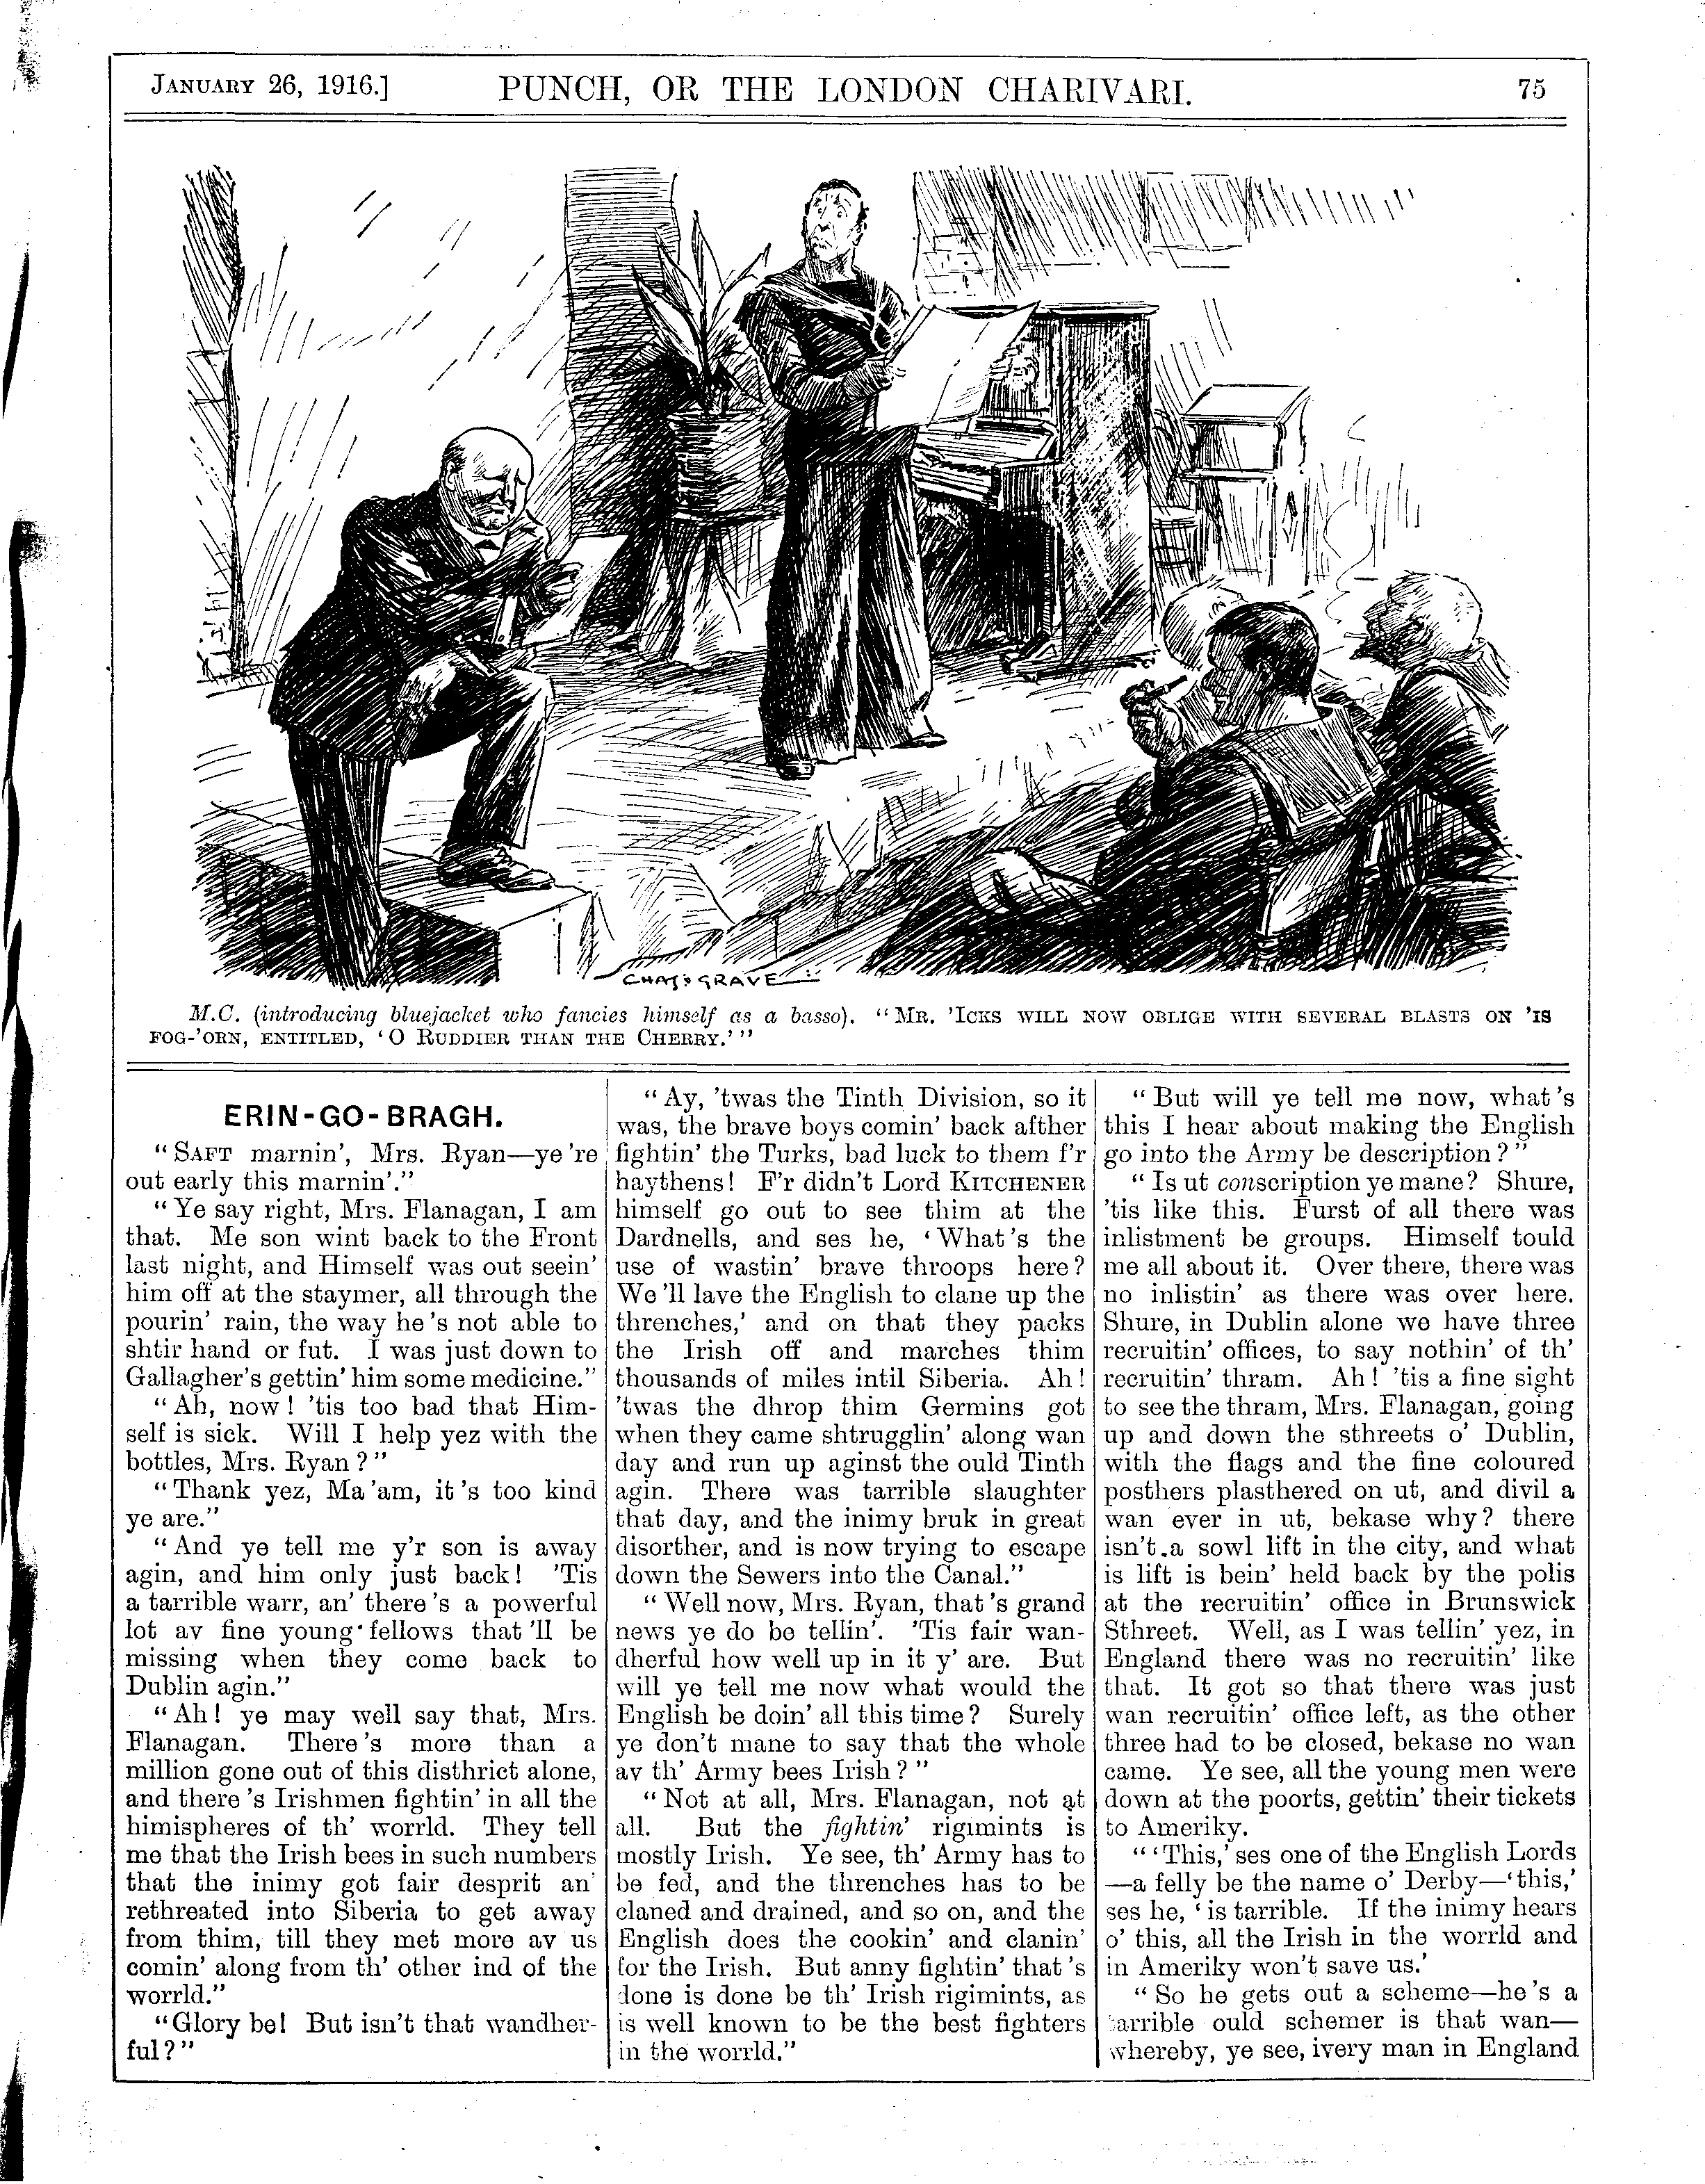 JANUARY 26, 1916.] PUNCH, OR THE LONDON CHARIVARI. 75
CHAS. GRAVE
M.C. (introducing bluejacket who fancies himself as a basso). "MR. 'ICKS WILL NOW OBLIGE WITH SEVERAL BLASTS ON 'IS
FOG-'ORN, ENTITLED, 'O RUDDIER THAN THE CHERRY.'"
ERIN-GO-BRAGH.
"SAFT marnin', Mrs. Ryan—ye're
out early this marnin'."
"Ye say right, Mrs. Flanagan, I am
that. Me son wint back to the Front
last night, and Himself was out seein'
him off at the staymer, all through the
pourin' rain, the way he's not able to
shtir hand or fut. I was just down to
Gallagher's gettin' him some medicine."
"Ah, now! 'tis too bad that Him-
self is sick. Will I help yez with the
bottles, Mrs. Ryan?"
"Thank yez, Ma'am, it's too kind
ye are."
"And ye tell me y'r son is away
agin, and him only just back! 'Tis
a tarrible warr, an' there's a powerful
lot av fine young fellows that'll be
missing when they come back to
Dublin agin."
"Ah! ye may well say that, Mrs.
Flanagan. There's more than a
million gone out of this disthrict alone,
and there's Irishmen fightin' in all the
himispheres of th' worrld. They tell
me that the Irish bees in such numbers
that the inimy got fair desprit an'
rethreated into Siberia to get away
from thim, till they met more av us
comin' along from th' other ind of the
worrld."
"Glory be! But isn't that wandher-
ful?"
"Ay, 'twas the Tinth Division, so it
was, the brave boys comin' back afther
fightin' the Turks, bad luck to them f'r
haythens! F'r didn't Lord KITCHENER
himself go out to see thim at the
Dardnells, and ses he, 'What's the
use of wastin' brave throops here?
We'll lave the English to clane up the
threnches,' and on that they packs
the Irish off and marches thim
thousands of miles intil Siberia. Ah!
'twas the dhrop thim Germins got
when they came shtrugglin' along wan
day and run up aginst the ould Tinth
agin. There was tarrible slaughter
that day, and the inimy bruk in great
disorther, and is now trying to escape
down the Sewers into the Canal."
"Well now, Mrs. Ryan, that's grand
news ye do be tellin'. 'Tis fair wan-
dherful how well up in it y' are. But
will ye tell me now what would the
English be doin' all this time? Surely
ye don't mane to say that the whole
av th' Army bees Irish?"
"Not at all, Mrs. Flanagan, not at
all. But the fightin' rigimints is
mostly Irish. Ye see, th' Army has to
be fed, and the threnches has to be
claned and drained, and so on, and the
English does the cookin' and clanin'
for the Irish. But anny fightin' that's
done is done be th' Irish rigimints, as
is well known to be the best fighters
in the worrld."
"But will ye tell me now, what's
this I hear about making the English
go into the Army be description?"
"Is ut conscription ye mane? Shure,
'tis like this. Furst of all there was
inlistment be groups. Himself tould
me all about it. Over there, there was
no inlistin' as there was over here.
Shure, in Dublin alone we have three
recruitin' offices, to say nothin' of th'
recruitin' thram. Ah! 'tis a fine sight
to see the thram, Mrs. Flanagan, going
up and down the sthreets o' Dublin,
with the flags and the fine coloured
posthers plasthered on ut, and divil a
wan ever in ut, bekase why? there
isn't a sowl lift in the city, and what
is lift is bein' held back by the polis
at the recruitin' office in Brunswick
Sthreet. Well, as I was tellin' yez, in
England there was no recruitin' like
that. It got so that there was just
wan recruitin' office left, as the other
three had to be closed, bekase no wan
came. Ye see, all the young men were
down at the poorts, gettin' their tickets
to Ameriky.
"'This,' ses one of the English Lords
—a felly be the name o' Derby—'this,'
ses he, 'is tarrible. If the inimy hears
o' this, all the Irish in the worrld and
in Ameriky won't save us.'
"So he gets out a scheme—he's a
tarrible ould schemer is that wan—
whereby, ye see, ivery man in England